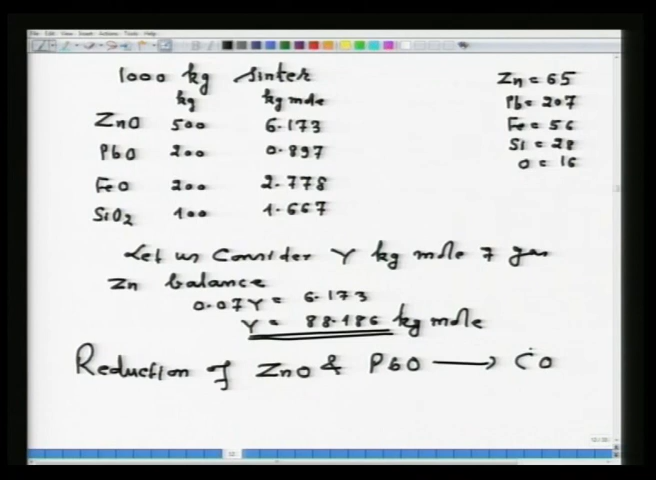 1000 kg Sinter
kg kg mole
ZnO 500 6.173
PbO 200 0.897
FeO 200 2.778
SiO2 100 1.667
Zn = 65
Pb = 207
Fe = 56
Si = 28
O = 16
Let us Consider Y kg mole of gas
Zn balance
0.07Y = 6.173
Y = 88.186 kg mole
Reduction of ZnO & PbO → CO